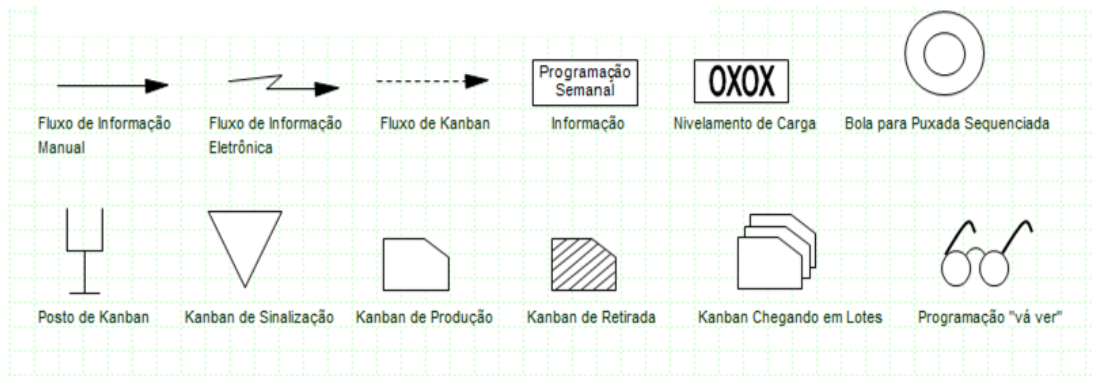 Programação
Semanal
OXOX
Fluxo de Informação
Manual
Fluxo de Informação
Eletrônica
Fluxo de Kanban
Informação
Nivelamento de Carga
Bola para Puxada Sequenciada
Posto de Kanban
Kanban de Sinalização
Kanban de Produção
Kanban de Retirada
Kanban Chegando em Lotes
Programação "vá ver"